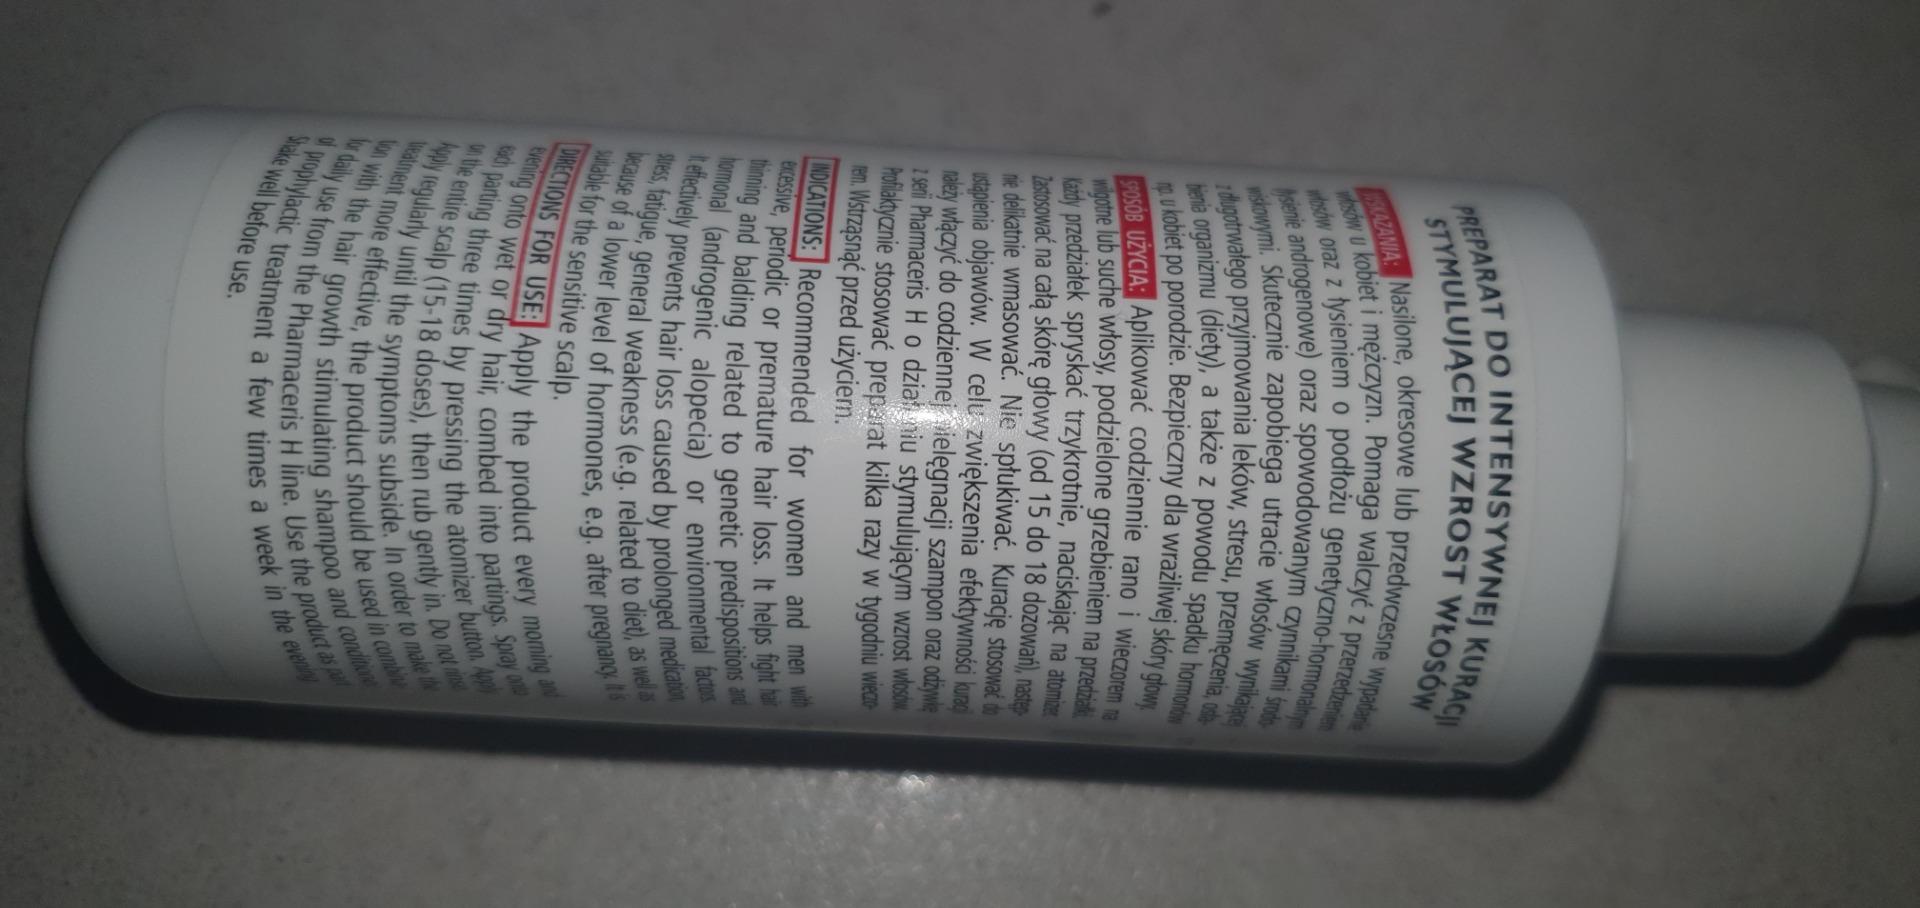 PREPARAT DO INTENSYWNEJ KURACJI
STYMULUJĄCEJ WZROST WŁOSÓW
WSKAZANIA: Nasilone, okresowe lub przedwczesne wypadanie
włosów u kobiet i mężczyzn. Pomaga walczyć z przerzedzeniem
włosów oraz z łysieniem o podłożu genetyczno-hormonalnym
(łysienie androgenowe) oraz spowodowanym czynnikami środo-
wiskowymi. Skutecznie zapobiega utracie włosów wynikającej
z długotrwałego przyjmowania leków, stresu, przemęczenia, osła-
bienia organizmu (diety), a także z powodu spadku hormonów
np. u kobiet po porodzie. Bezpieczny dla wrażliwej skóry głowy.
SPOSÓB UŻYCIA: Aplikować codziennie rano i wieczorem na
wilgotne lub suche włosy, podzielone grzebieniem na przedziałki.
Każdy przedziałek spryskać trzykrotnie, naciskając na atomizer.
Zastosować na całą skórę głowy (od 15 do 18 dozowań), następ-
nie delikatnie wmasować. Nie spłukiwać. Kurację stosować do
ustąpienia objawów. W celu zwiększenia efektywności kuracji
należy włączyć do codziennej pielęgnacji szampon oraz odżywkę
z serii Pharmaceris H o działaniu stymulującym wzrost włosów.
Profilaktycznie stosować preparat kilka razy w tygodniu wieczo-
rem. Wstrząsnąć przed użyciem.
INDICATIONS: Recommended for women and men with
excessive, periodic or premature hair loss. It helps fight hair
thinning and balding related to genetic predispositions and
hormonal (androgenic alopecia) or environmental factors.
It effectively prevents hair loss caused by prolonged medication,
stress, fatigue, general weakness (e.g. related to diet), as well as
because of a lower level of hormones, e.g. after pregnancy. It is
suitable for the sensitive scalp.
DIRECTIONS FOR USE: Apply the product every morning and
evening onto wet or dry hair, combed into partings. Spray onto
each parting three times by pressing the atomizer button. Apply
on the entire scalp (15-18 doses), then rub gently in. Do not rinse.
Apply regularly until the symptoms subside. In order to make the
treatment more effective, the product should be used in combina-
tion with the hair growth stimulating shampoo and conditioner
for daily use from the Pharmaceris H line. Use the product as part
of prophylactic treatment a few times a week in the evening.
Shake well before use.